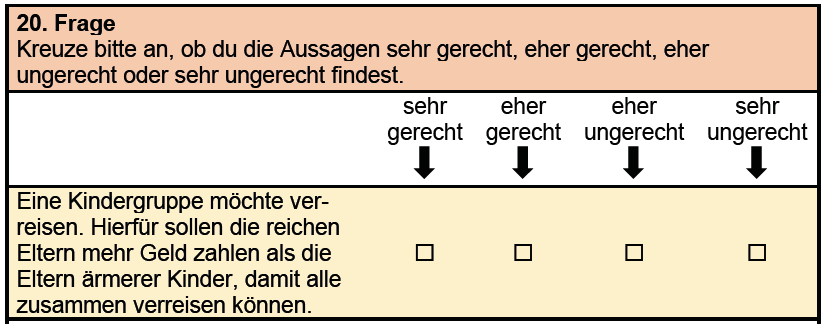 20. Frage
Kreuze bitte an, ob du die Aussagen sehr gerecht, eher gerecht, eher
ungerecht oder sehr ungerecht findest.
sehr gerecht
eher gerecht
eher ungerecht
sehr ungerecht
Eine Kindergruppe möchte ver-
reisen. Hierfür sollen die reichen
Eltern mehr Geld zahlen als die
Eltern ärmerer Kinder, damit alle
zusammen verreisen können.